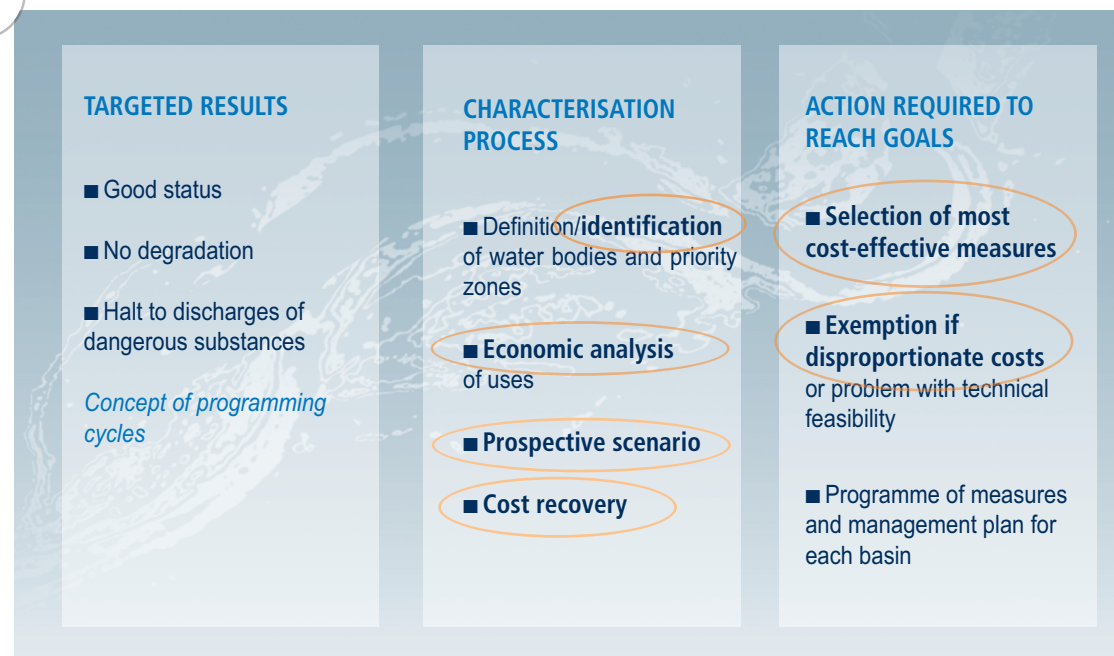 TARGETED RESULTS
■ Good status
■ No degradation
■ Halt to discharges of
dangerous substances
Concept of programming
cycles
CHARACTERISATION
PROCESS
■ Definition/identification
of water bodies and priority
zones
■ Economic analysis
of uses
■ Prospective scenario
■ Cost recovery
ACTION REQUIRED TO
REACH GOALS
■ Selection of most
cost-effective measures
■ Exemption if
disproportionate costs
or problem with technical
feasibility
■ Programme of measures
and management plan for
each basin